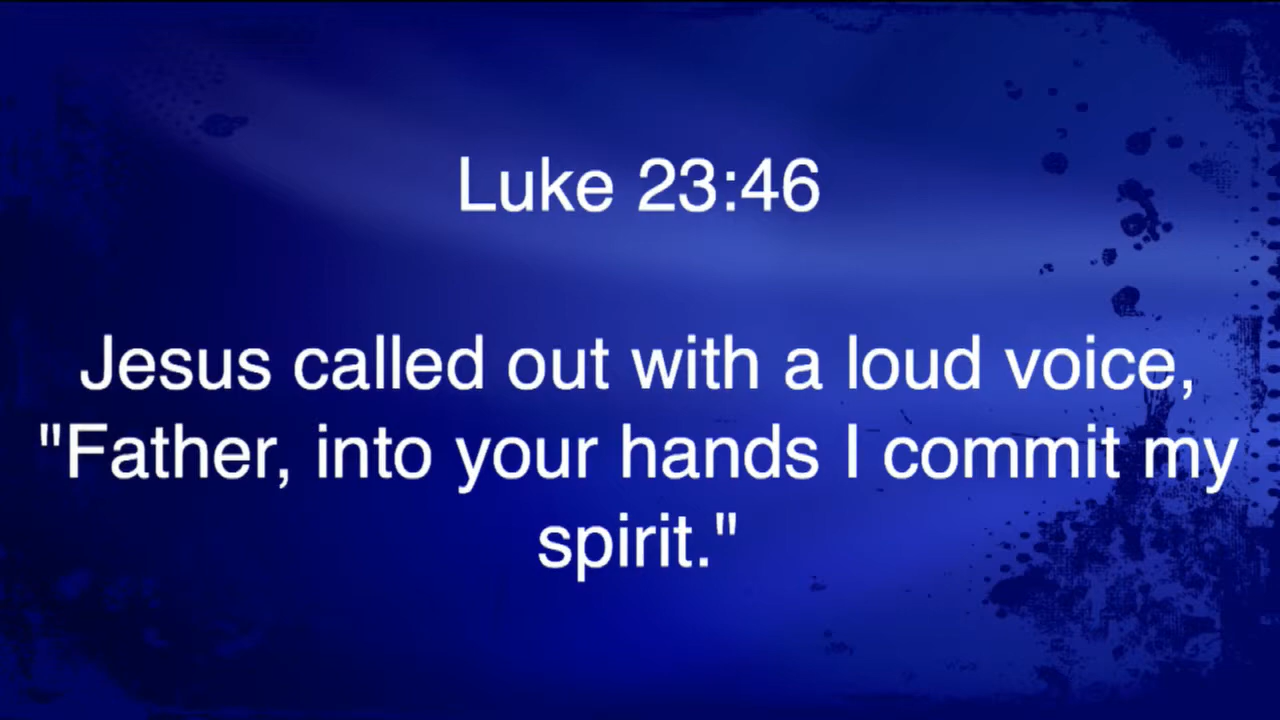 Luke 23:46
Jesus called out with a loud voice,
"Father, into your hands I commit my
spirit."